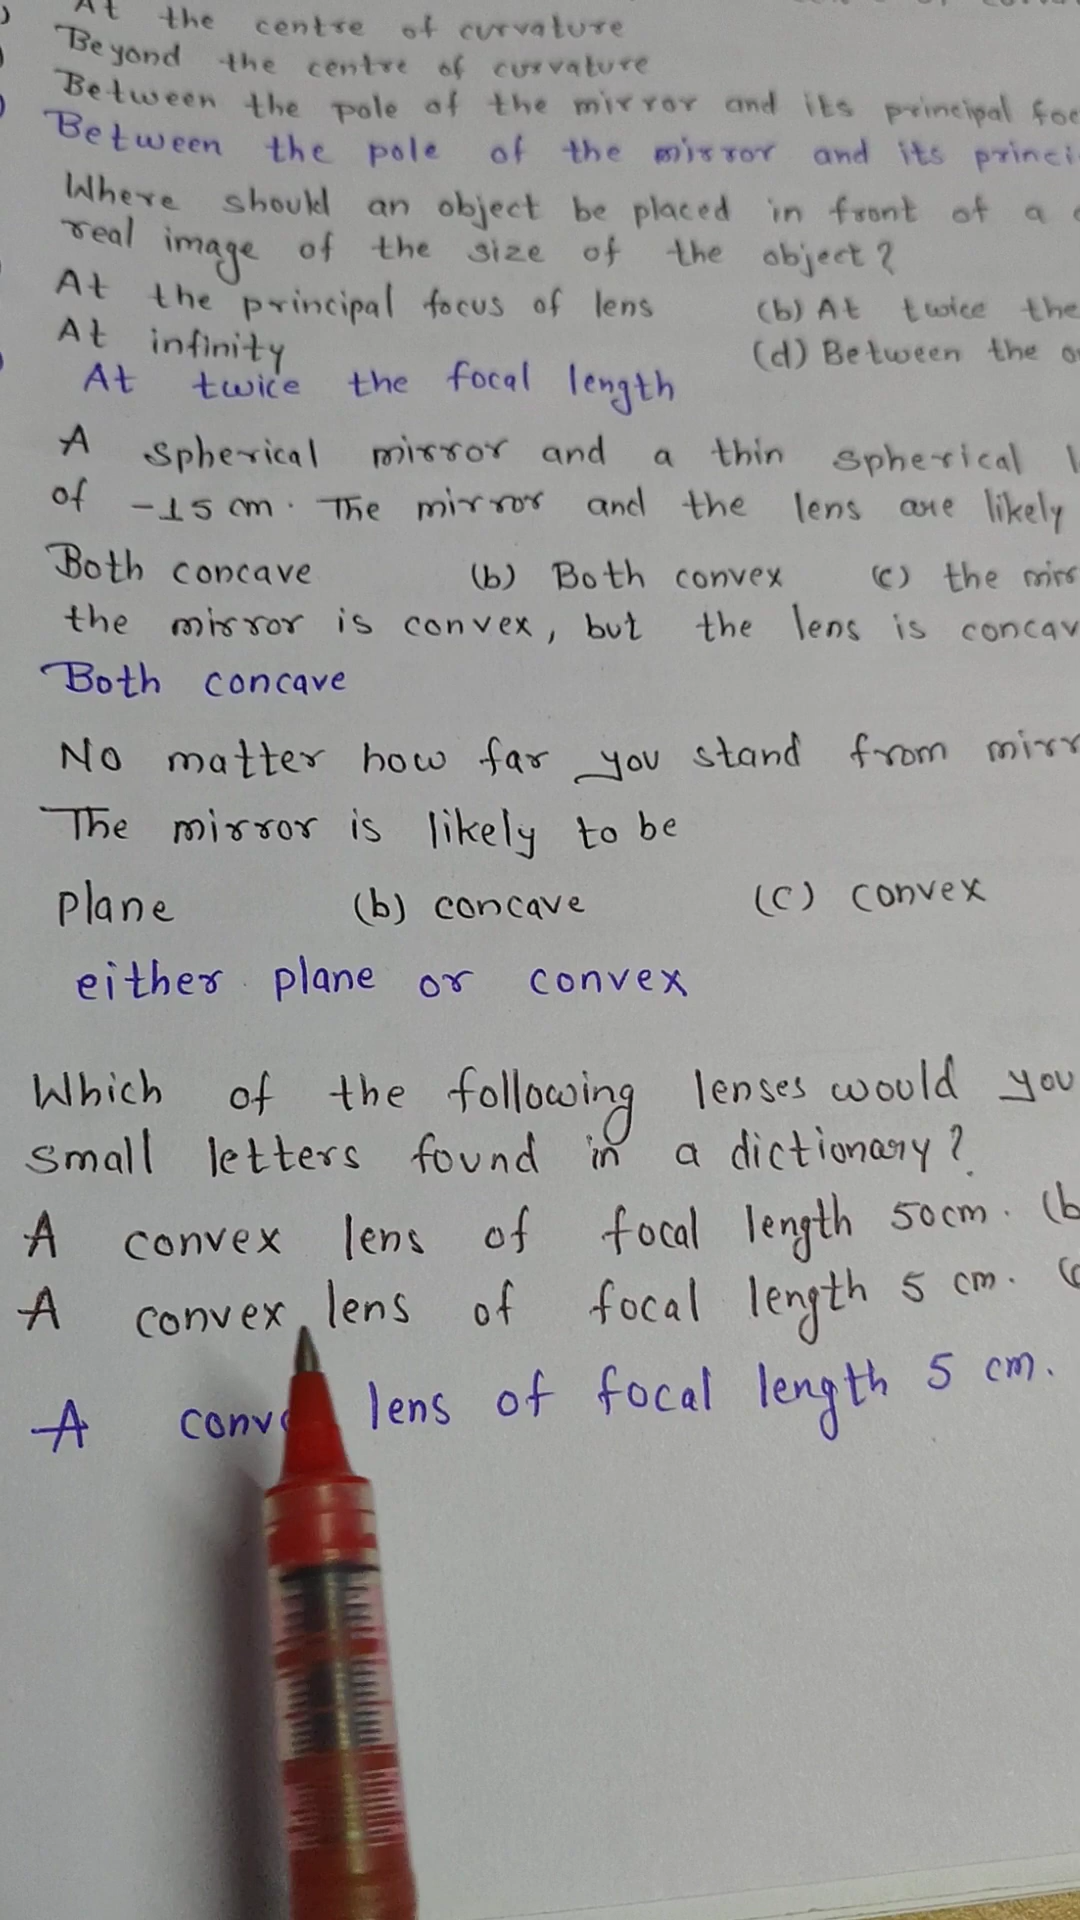 At the centre of curvature
Beyond the centre of curvature
Between the pole of the mirror and its principal foc
Between the pole of the mirror and its princi
Where should an object be placed in front of a
real image of the size of the object?
At the principal focus of lens (b) At twice the
At infinity (d) Between the
At twice the focal length
A spherical mirror and a thin spherical l
of -15 cm. The mirror and the lens are likely
Both concave (b) Both convex (c) the mirr
the mirror is convex, but the lens is concav
Both concave
No matter how far you stand from mirr
The mirror is likely to be
plane (b) concave (c) convex
either plane or convex
Which of the following lenses would you
small letters found in a dictionary?
A convex lens of focal length 50cm. (b
A convex lens of focal length 5 cm. (
A conv lens of focal length 5 cm.